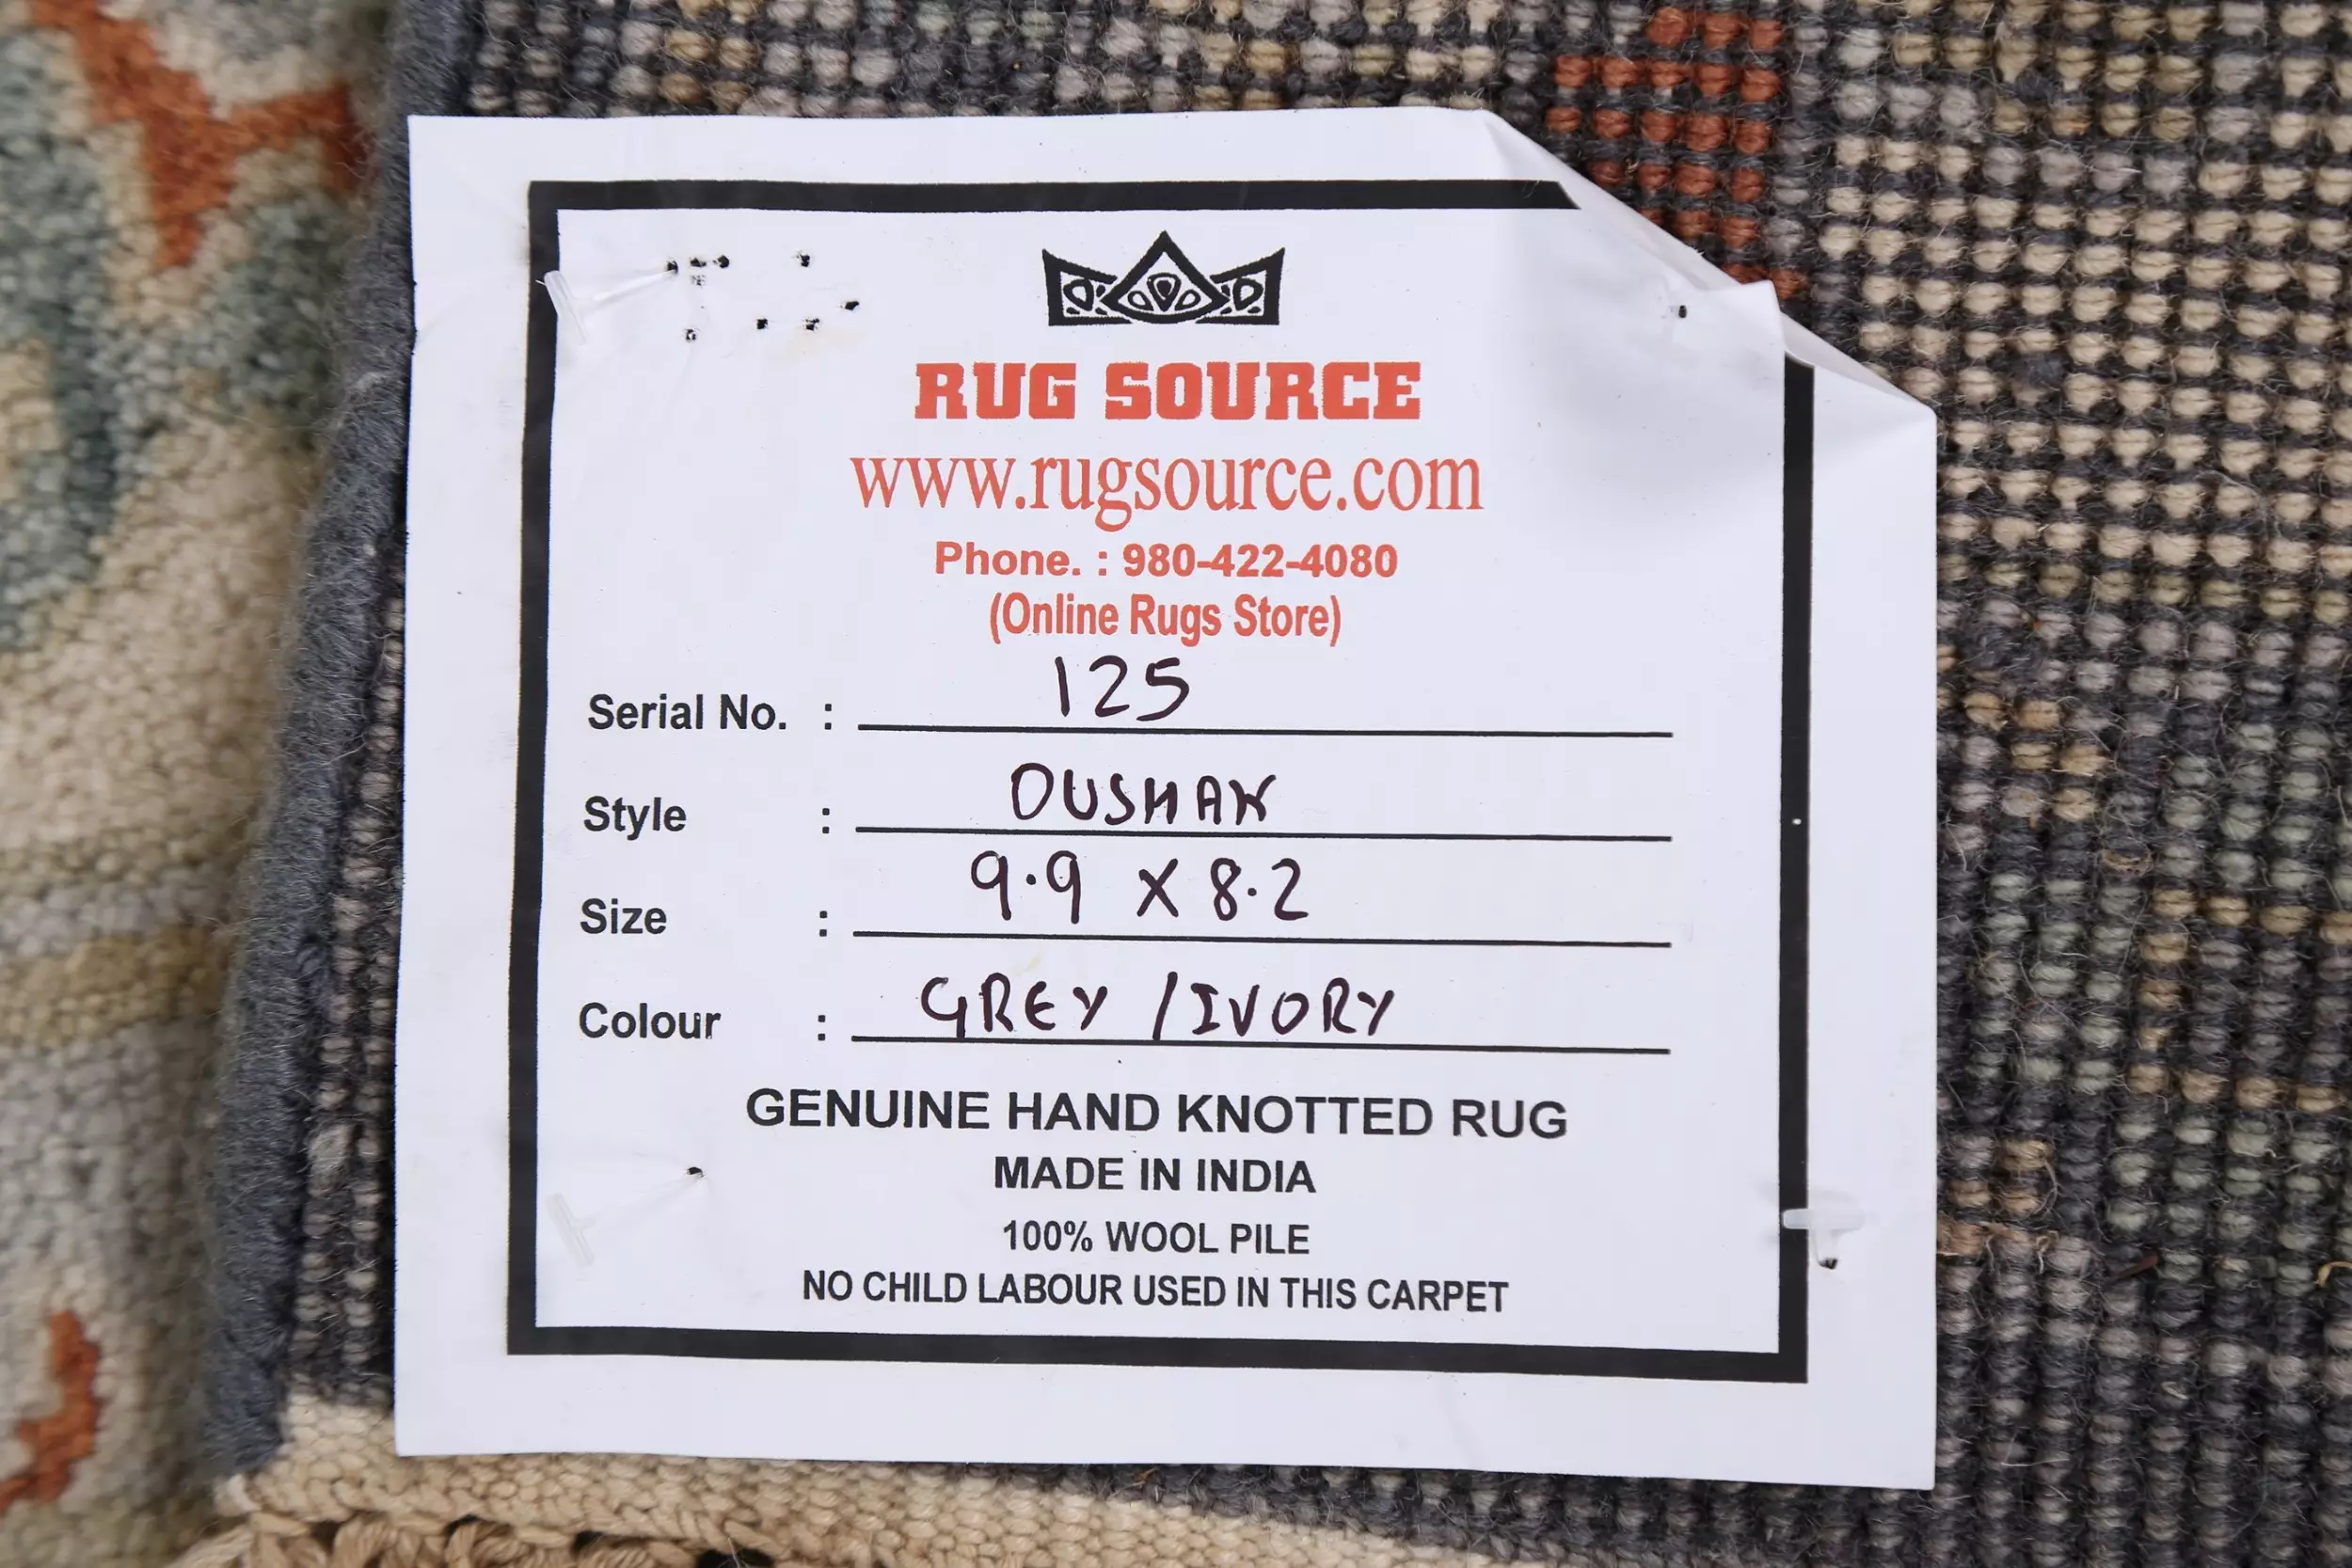 RUG SOURCE
www.rugsource.com
Phone. : 980-422-4080
(Online Rugs Store)
Serial No. : 125
Style : OUSHAK
Size : 9.9 X 8.2
Colour : GREY / IVORY
GENUINE HAND KNOTTED RUG
MADE IN INDIA
100% WOOL PILE
NO CHILD LABOUR USED IN THIS CARPET